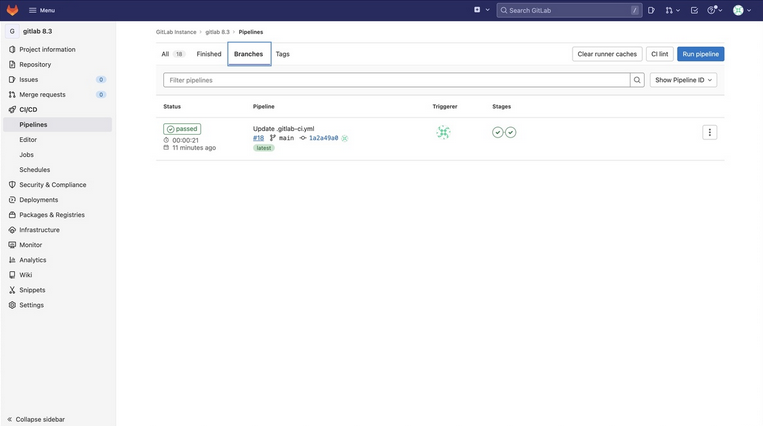 Menu
Search GitLab /
G gitlab 8.3
Project information
Repository
Issues 0
Merge requests 0
CI/CD
Pipelines
Editor
Jobs
Schedules
Security & Compliance
Deployments
Packages & Registries
Infrastructure
Monitor
Analytics
Wiki
Snippets
Settings
Collapse sidebar
GitLab Instance › gitlab 8.3 › Pipelines
All 18 Finished Branches Tags
Clear runner caches CI lint Run pipeline
Filter pipelines
Show Pipeline ID
Status Pipeline Triggerer Stages
passed
00:00:21
11 minutes ago
Update .gitlab-ci.yml
#18 main 1a2a49a0
latest